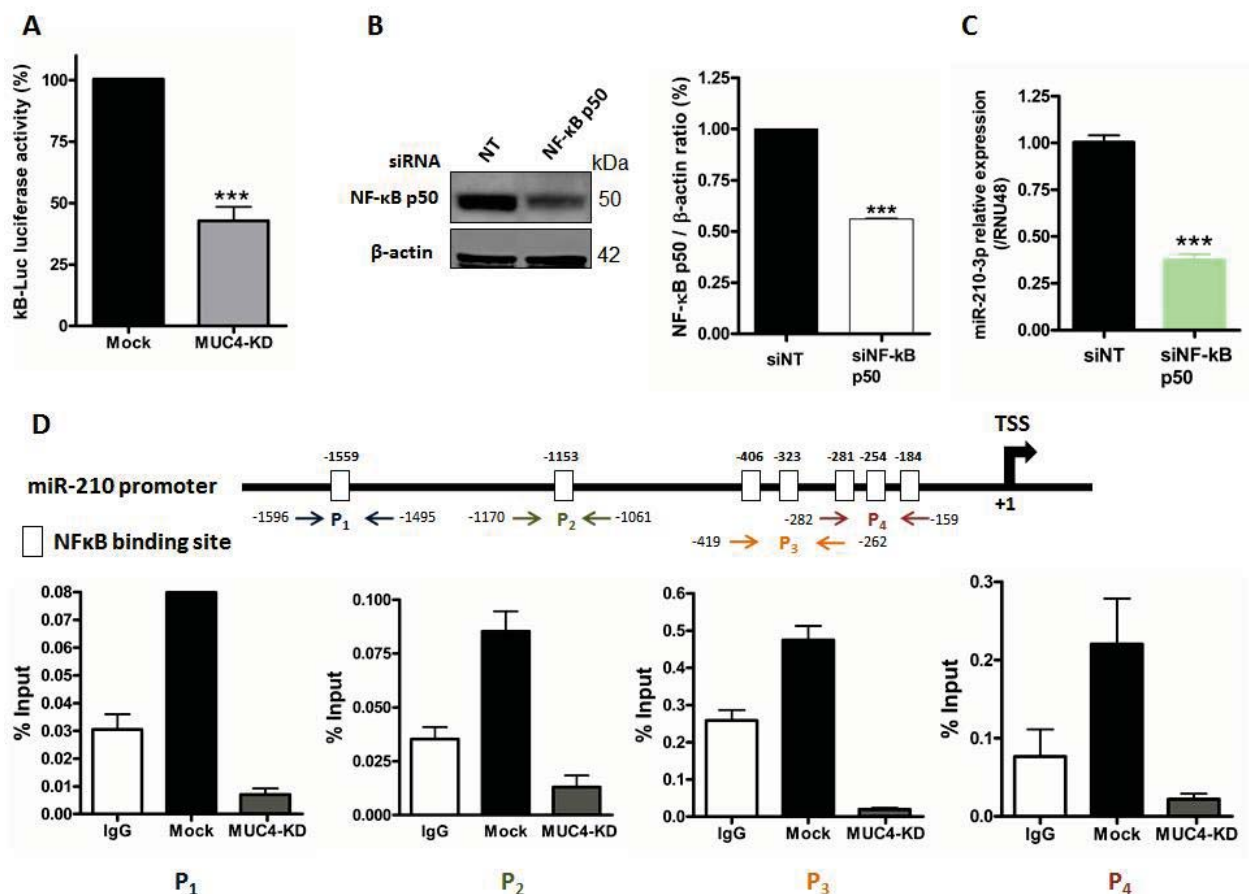 A
kB-Luc luciferase activity (%)
100
75
50
25
0
***
Mock
MUC4-KD
B
siRNA
NT
NF-κB p50
kDa
NF-κB p50
50
β-actin
42
NF-κB p50 / β-actin ratio (%)
1.25
1.00
0.75
0.50
0.25
0.00
***
siNT
siNF-kB
p50
C
miR-210-3p relative expression
(/RNU48)
1.25
1.00
0.75
0.50
0.25
0.00
***
siNT
siNF-kB
p50
D
TSS
-1559
-1153
-406
-323
-281
-254
-184
miR-210 promoter
+1
-1596
P1
-1495
-1170
P2
-1061
-282
P4
-159
NFκB binding site
-419
P3
-262
% Input
0.08
0.07
0.06
0.05
0.04
0.03
0.02
0.01
0.00
IgG
Mock
MUC4-KD
P1
% Input
0.100
0.075
0.050
0.025
0.000
IgG
Mock
MUC4-KD
P2
% Input
0.6
0.5
0.4
0.3
0.2
0.1
0.0
IgG
Mock
MUC4-KD
P3
% Input
0.3
0.2
0.1
0.0
IgG
Mock
MUC4-KD
P4